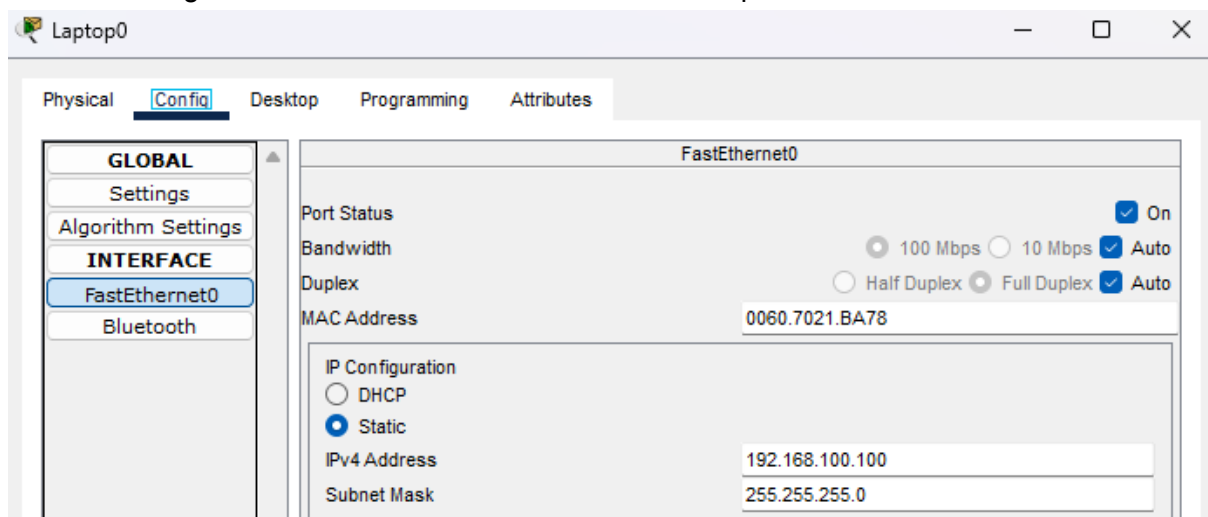 Laptop0
Physical Config Desktop Programming Attributes
GLOBAL
Settings
Algorithm Settings
INTERFACE
FastEthernet0
Bluetooth
FastEthernet0
Port Status On
Bandwidth 100 Mbps 10 Mbps Auto
Duplex Half Duplex Full Duplex Auto
MAC Address 0060.7021.BA78
IP Configuration
DHCP
Static
IPv4 Address 192.168.100.100
Subnet Mask 255.255.255.0